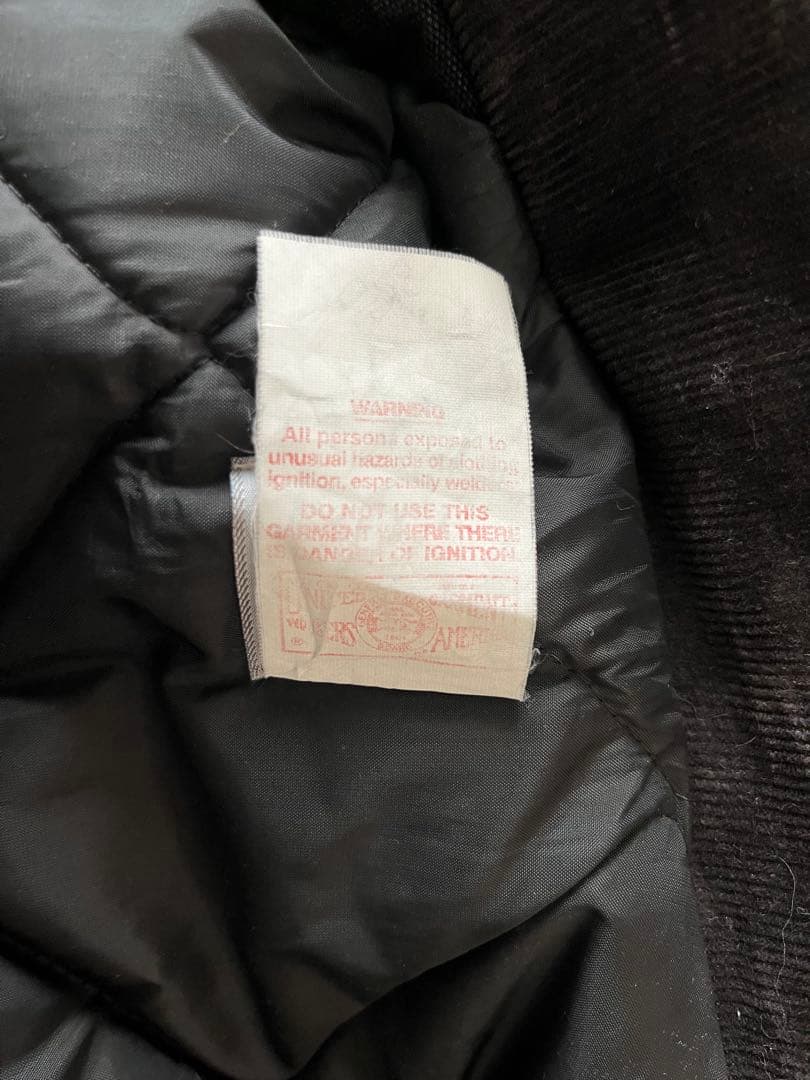 WARNING
All persons exposed to
unusual hazards of clothing
ignition, especially welders
DO NOT USE THIS
GARMENT WHERE THERE
IS DANGER OF IGNITION.
AMER
®